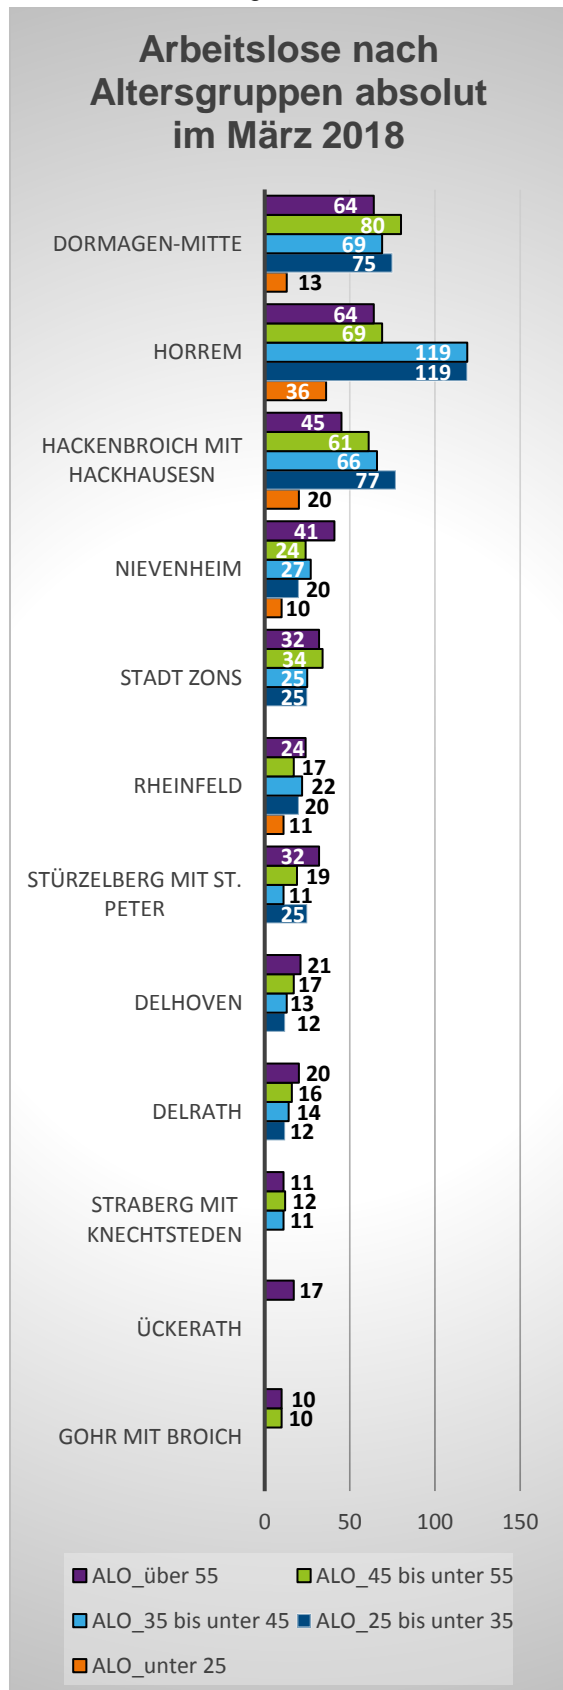 Arbeitslose nach
Altersgruppen absolut
im März 2018
64
80
DORMAGEN-MITTE
69
75
13
64
69
HORREM
119
119
36
45
61
HACKENBROICH MIT
HACKHAUSESN
66
77
20
41
24
NIEVENHEIM
27
20
10
32
34
STADT ZONS
25
25
24
17
RHEINFELD
22
20
11
32
19
STÜRZELBERG MIT ST.
PETER
11
25
21
17
DELHOVEN
13
12
20
16
DELRATH
14
12
11
12
STRABERG MIT
KNECHTSTEDEN
11
17
ÜCKERATH
10
10
GOHR MIT BROICH
0 50 100 150
ALO_über 55 ALO_45 bis unter 55
ALO_35 bis unter 45 ALO_25 bis unter 35
ALO_unter 25